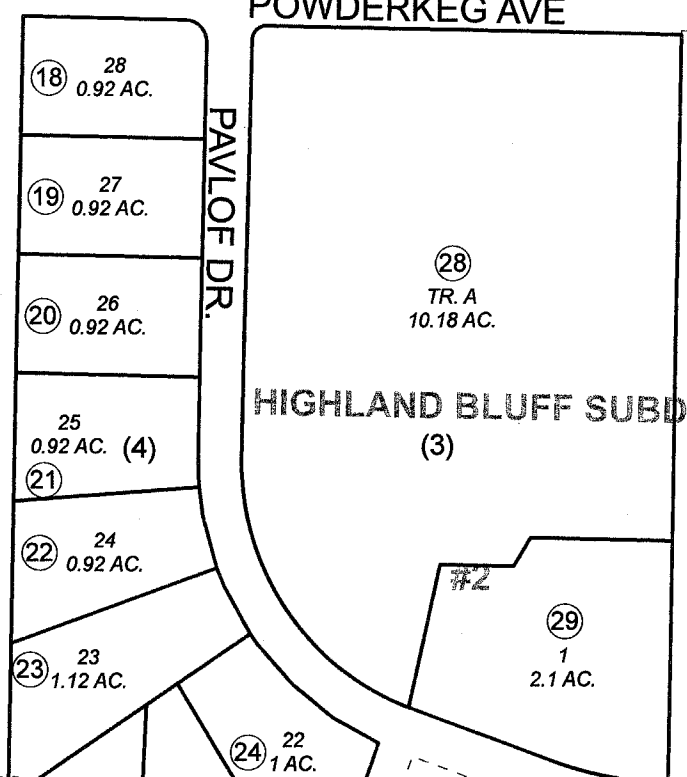 POWDERKEG AVE
18
28
0.92 AC.
19
27
0.92 AC.
PAVLOF DR.
20
26
0.92 AC.
28
TR. A
10.18 AC.
HIGHLAND BLUFF SUBD
(3)
25
0.92 AC.
(4)
21
22
24
0.92 AC.
#2
29
1
2.1 AC.
23
23
1.12 AC.
24
22
1 AC.